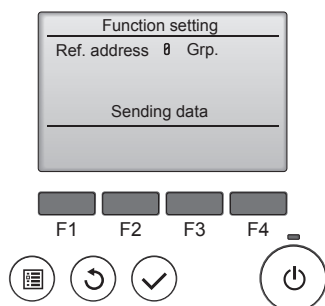 Function setting
Ref. address 0 Grp.
Sending data
F1 F2 F3 F4